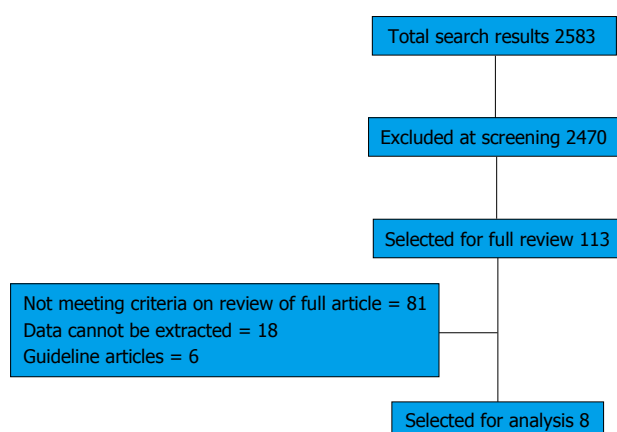 Total search results 2583
Excluded at screening 2470
Selected for full review 113
Not meeting criteria on review of full article = 81
Data cannot be extracted = 18
Guideline articles = 6
Selected for analysis 8